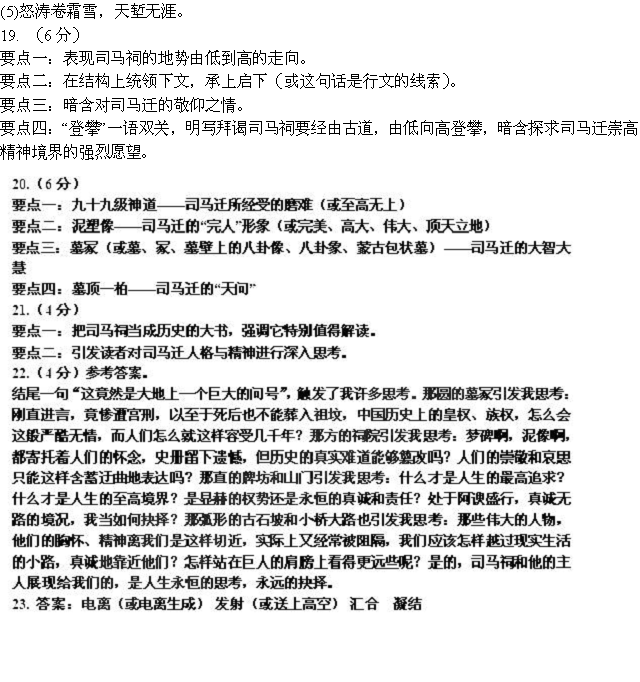 (5)怒涛卷霜雪，天堑无涯。
19. （6分）
要点一：表现司马祠的地势由低到高的走向。
要点二：在结构上统领下文，承上启下（或这句话是行文的线索）。
要点三：暗含对司马迁的敬仰之情。
要点四：“登攀”一语双关，明写拜谒司马祠要经由古道，由低向高登攀，暗含探求司马迁崇高
精神境界的强烈愿望。
20.（6分）
要点一：九十九级神道——司马迁所经受的磨难（或至高无上）
要点二：泥塑像——司马迁的“完人”形象（或完美、高大、伟大、顶天立地）
要点三：墓冢（或墓、冢、墓壁上的八卦像、八卦象、蒙古包状墓）——司马迁的大智大
慧
要点四：墓顶一柏——司马迁的“天问”
21.（4分）
要点一：把司马祠当成历史的大书，强调它特别值得解读。
要点二：引发读者对司马迁人格与精神进行深入思考。
22.（4分）参考答案。
结尾一句“这竟然是大地上一个巨大的问号”，触发了我许多思考。那圆的墓冢引发我思考：
刚直进言，竟惨遭宫刑，以至于死后也不能葬入祖坟，中国历史上的皇权、族权，怎么会
这般严酷无情，而人们怎么就这样容受几千年？那方的祠院引发我思考：梦碑啊，泥像啊，
都寄托着人们的怀念，史册留下遗憾，但历史的真实难道能够篡改吗？人们的崇敬和哀思
只能这样含蓄迂曲地表达吗？那直的牌坊和山门引发我思考：什么才是人生的最高追求？
什么才是人生的至高境界？是显赫的权势还是永恒的真诚和责任？处于阿谀盛行，真诚无
路的境况，我当如何抉择？那弧形的古石坡和小桥大路也引发我思考：那些伟大的人物，
他们的胸怀、精神离我们是这样切近，实际上又经常被阻隔，我们应该怎样越过现实生活
的小路，真诚地靠近他们？怎样站在巨人的肩膀上看得更远些呢？是的，司马祠和他的主
人展现给我们的，是人生永恒的思考，永远的抉择。
23. 答案：电离（或电离生成） 发射（或送上高空） 汇合 凝结